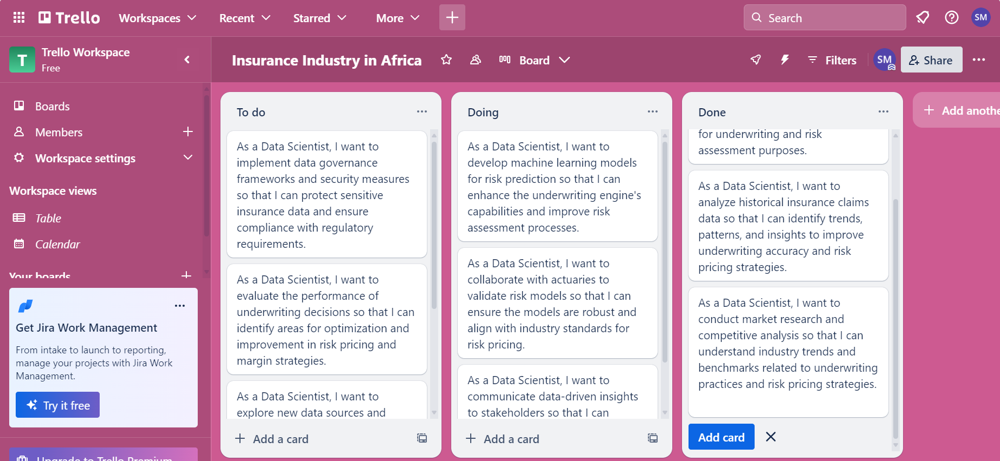 Trello
Workspaces
Recent
Starred
More
Search
SM
T
Trello Workspace
Free
Insurance Industry in Africa
Board
Filters
SM
Share
Boards
Members
Workspace settings
Workspace views
Table
Calendar
Your boards
Get Jira Work Management
From intake to launch to reporting,
manage your projects with Jira Work
Management.
Try it free
Upgrade to Trello Premium
To do
As a Data Scientist, I want to
implement data governance
frameworks and security measures
so that I can protect sensitive
insurance data and ensure
compliance with regulatory
requirements.
As a Data Scientist, I want to
evaluate the performance of
underwriting decisions so that I can
identify areas for optimization and
improvement in risk pricing and
margin strategies.
As a Data Scientist, I want to
explore new data sources and
Add a card
Doing
As a Data Scientist, I want to
develop machine learning models
for risk prediction so that I can
enhance the underwriting engine's
capabilities and improve risk
assessment processes.
As a Data Scientist, I want to
collaborate with actuaries to
validate risk models so that I can
ensure the models are robust and
align with industry standards for
risk pricing.
As a Data Scientist, I want to
communicate data-driven insights
to stakeholders so that I can
Add a card
Done
for underwriting and risk
assessment purposes.
As a Data Scientist, I want to
analyze historical insurance claims
data so that I can identify trends,
patterns, and insights to improve
underwriting accuracy and risk
pricing strategies.
As a Data Scientist, I want to
conduct market research and
competitive analysis so that I can
understand industry trends and
benchmarks related to underwriting
practices and risk pricing strategies.
Add card
Add anothe